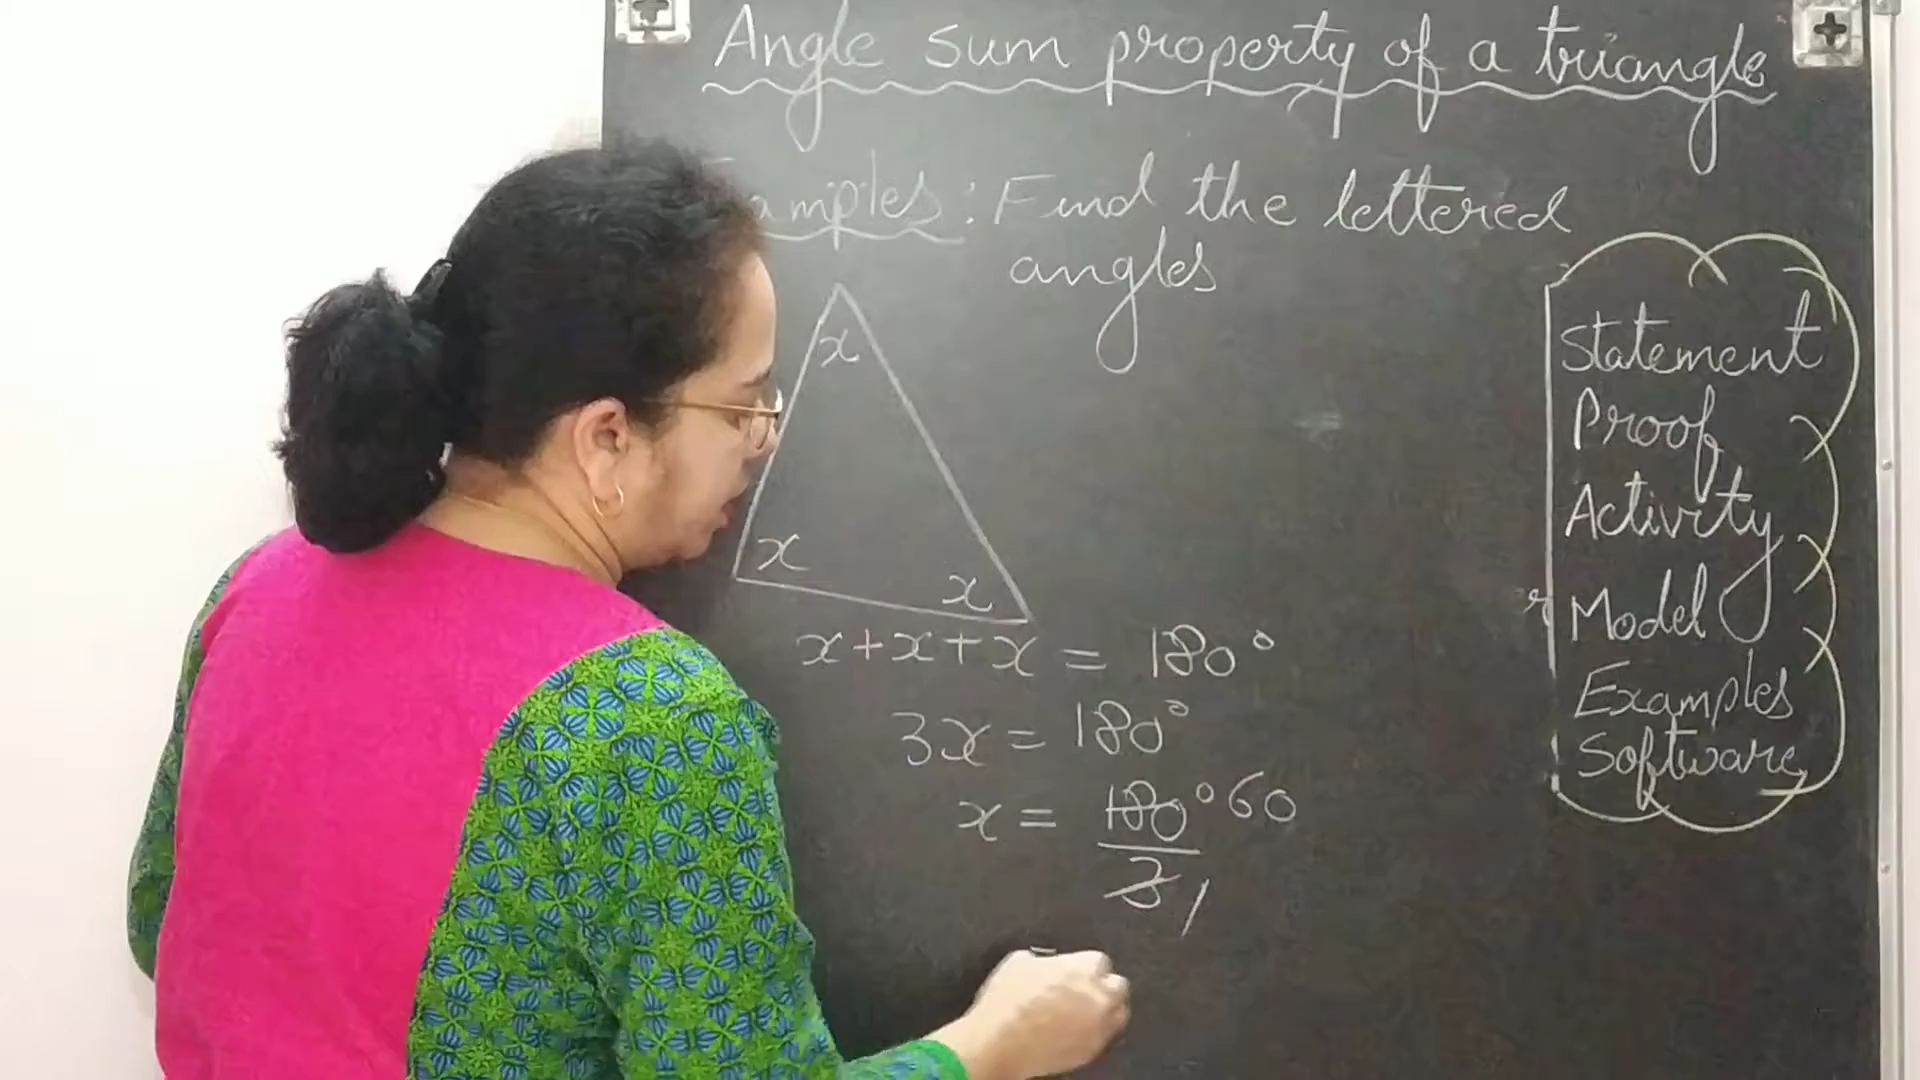 Angle sum property of a triangle
amples: Find the lettered
angles
x
x
x
x+x+x = 180°
3x = 180°
x = 180° 60
3 1
=
Statement
Proof
Activity
Model
Examples
Software